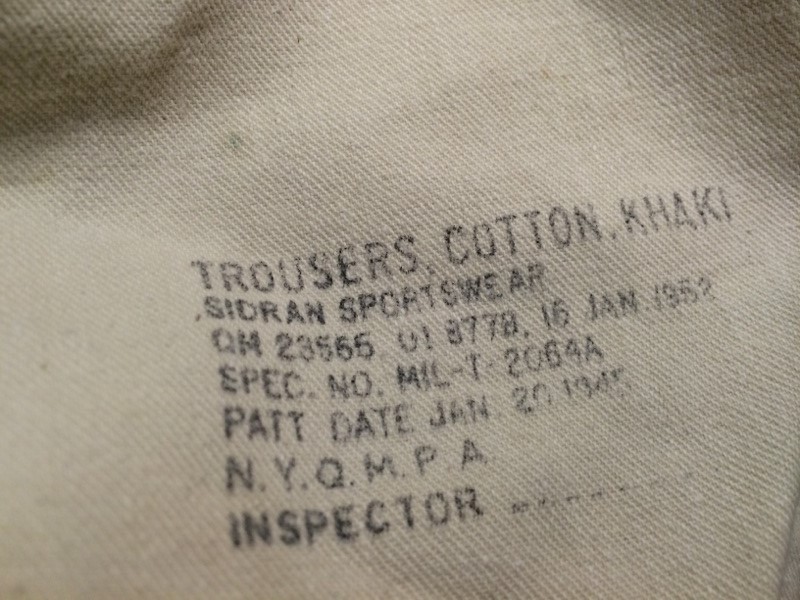 TROUSERS, COTTON, KHAKI
SIDRAN SPORTSWEAR
QM 23565 01 8778, 16 JAN 1952
SPEC. NO. MIL-T-2064A
PATT DATE JAN. 20 1945
N.Y.Q.M.P.A.
INSPECTOR -------